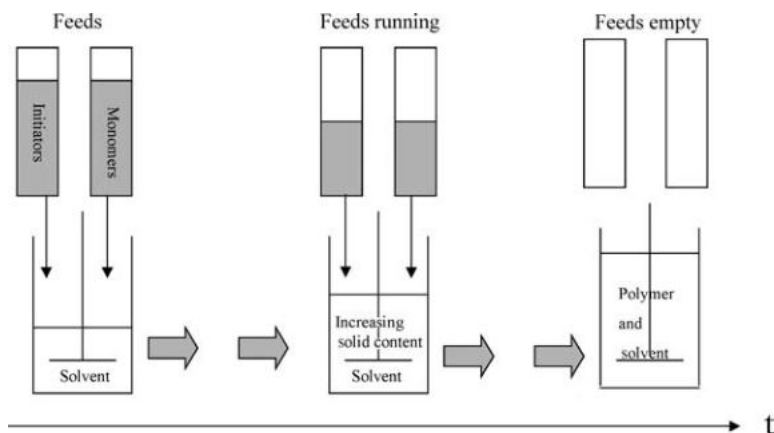 Feeds
Feeds running
Feeds empty
Initiators
Monomers
Increasing
solid content
Solvent
Solvent
Polymer
and
solvent
t